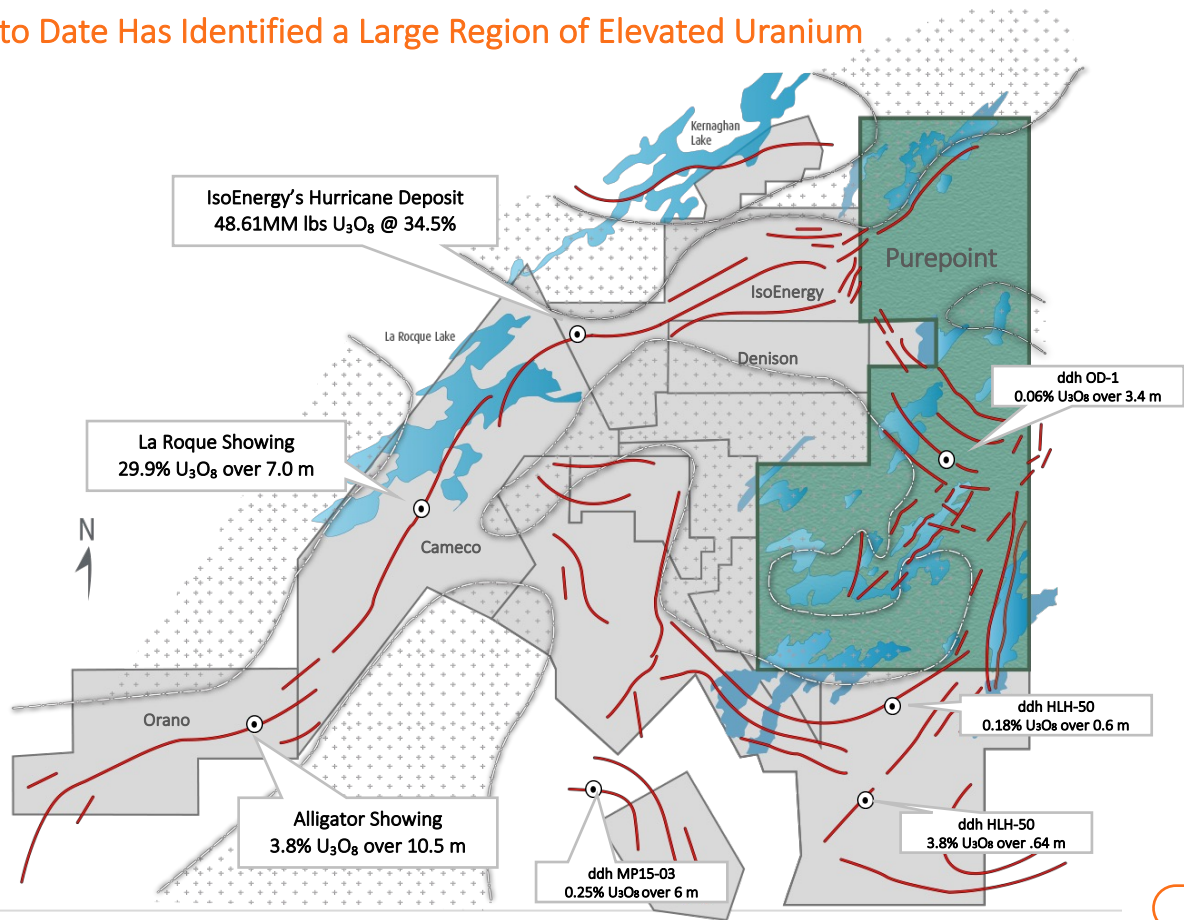 to Date Has Identified a Large Region of Elevated Uranium
Kernaghan
Lake
IsoEnergy's Hurricane Deposit
48.61MM lbs U₃O₈ @ 34.5%
Purepoint
IsoEnergy
La Rocque Lake
Denison
ddh OD-1
0.06% U₃O₈ over 3.4 m
La Roque Showing
29.9% U₃O₈ over 7.0 m
N
Cameco
Orano
ddh HLH-50
0.18% U₃O₈ over 0.6 m
Alligator Showing
3.8% U₃O₈ over 10.5 m
ddh HLH-50
3.8% U₃O₈ over .64 m
ddh MP15-03
0.25% U₃O₈ over 6 m